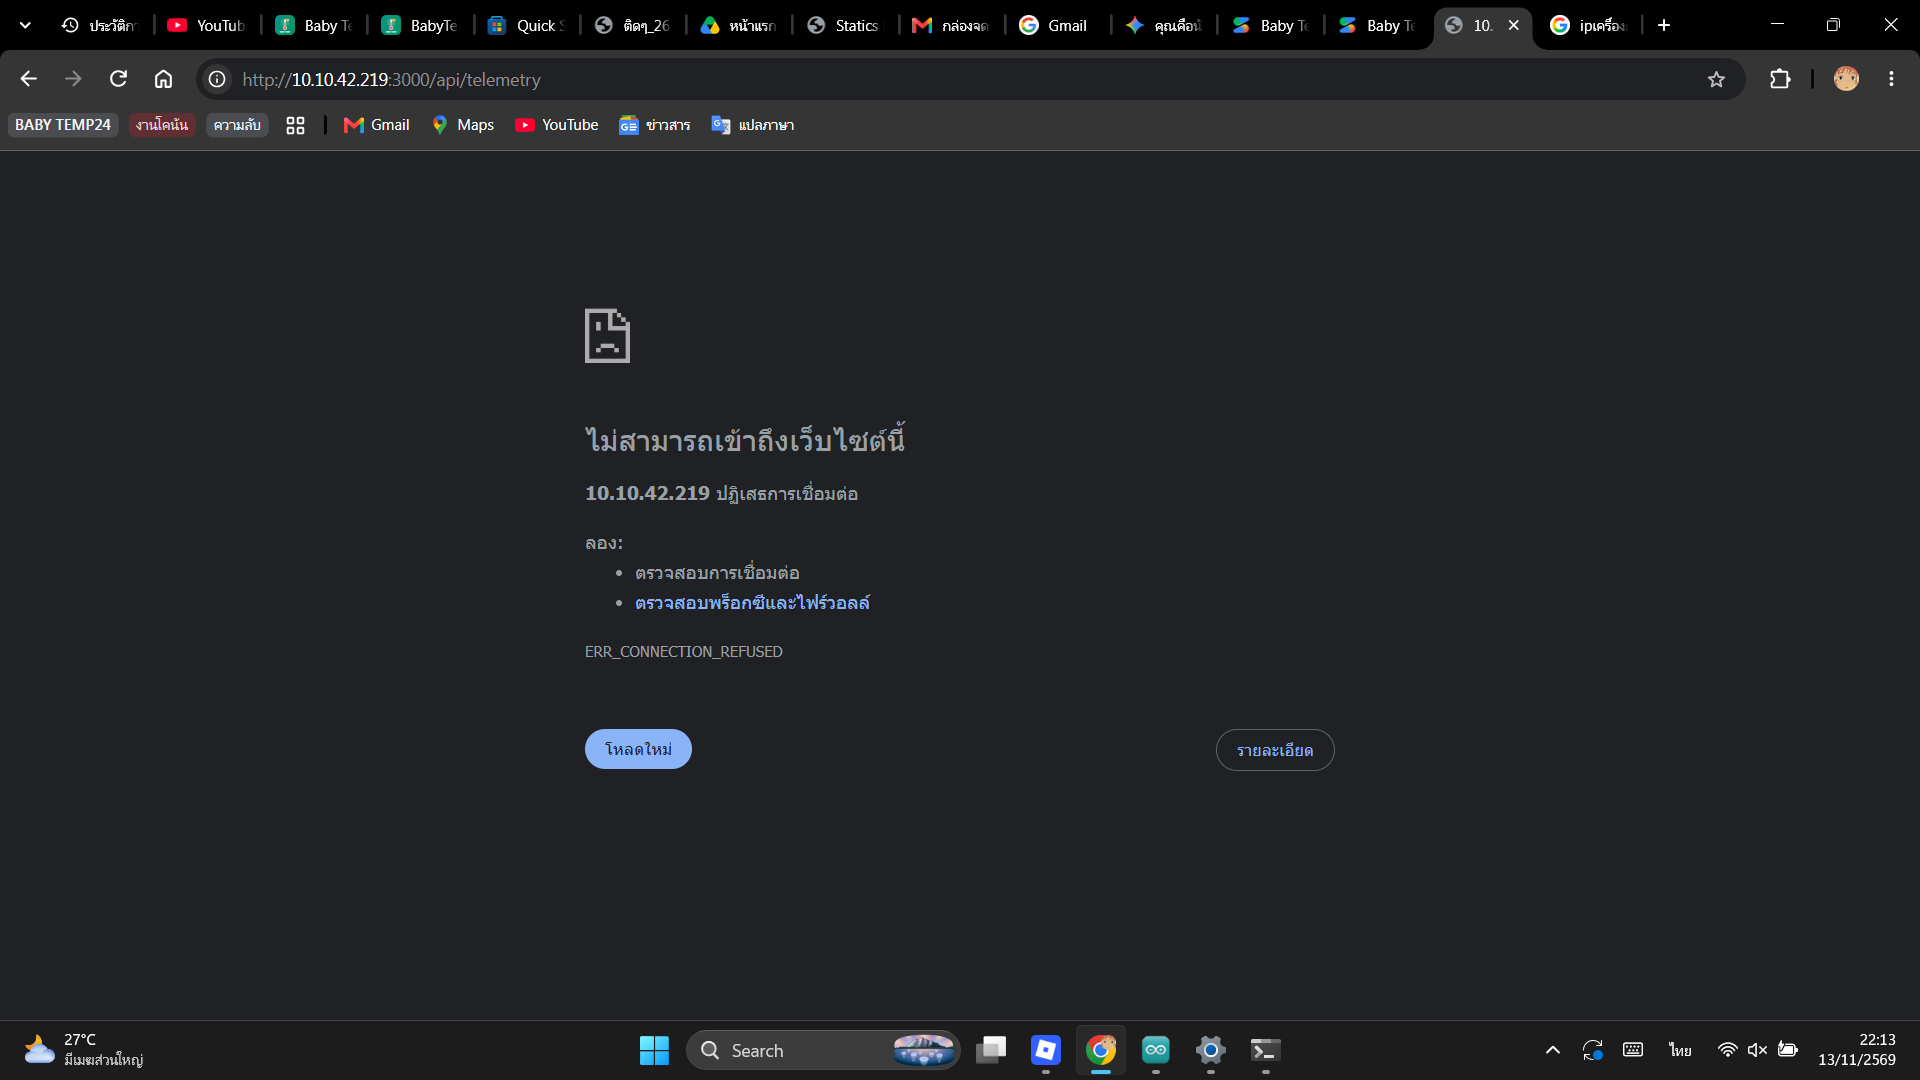 ประวัติกา
YouTub
Baby Te
BabyTe
Quick S
ติดๆ_26
หน้าแรก
Statics
กล่องจด
Gmail
คุณคือนั
Baby Te
Baby Te
10.
ipเครื่อง
http://10.10.42.219:3000/api/telemetry
BABY TEMP24
งานโคนัน
ความลับ
Gmail
Maps
YouTube
ข่าวสาร
แปลภาษา
ไม่สามารถเข้าถึงเว็บไซต์นี้
10.10.42.219 ปฏิเสธการเชื่อมต่อ
ลอง:
ตรวจสอบการเชื่อมต่อ
ตรวจสอบพร็อกซีและไฟร์วอลล์
ERR_CONNECTION_REFUSED
โหลดใหม่
รายละเอียด
27°C
มีเมฆส่วนใหญ่
Search
ไทย
22:13
13/11/2569